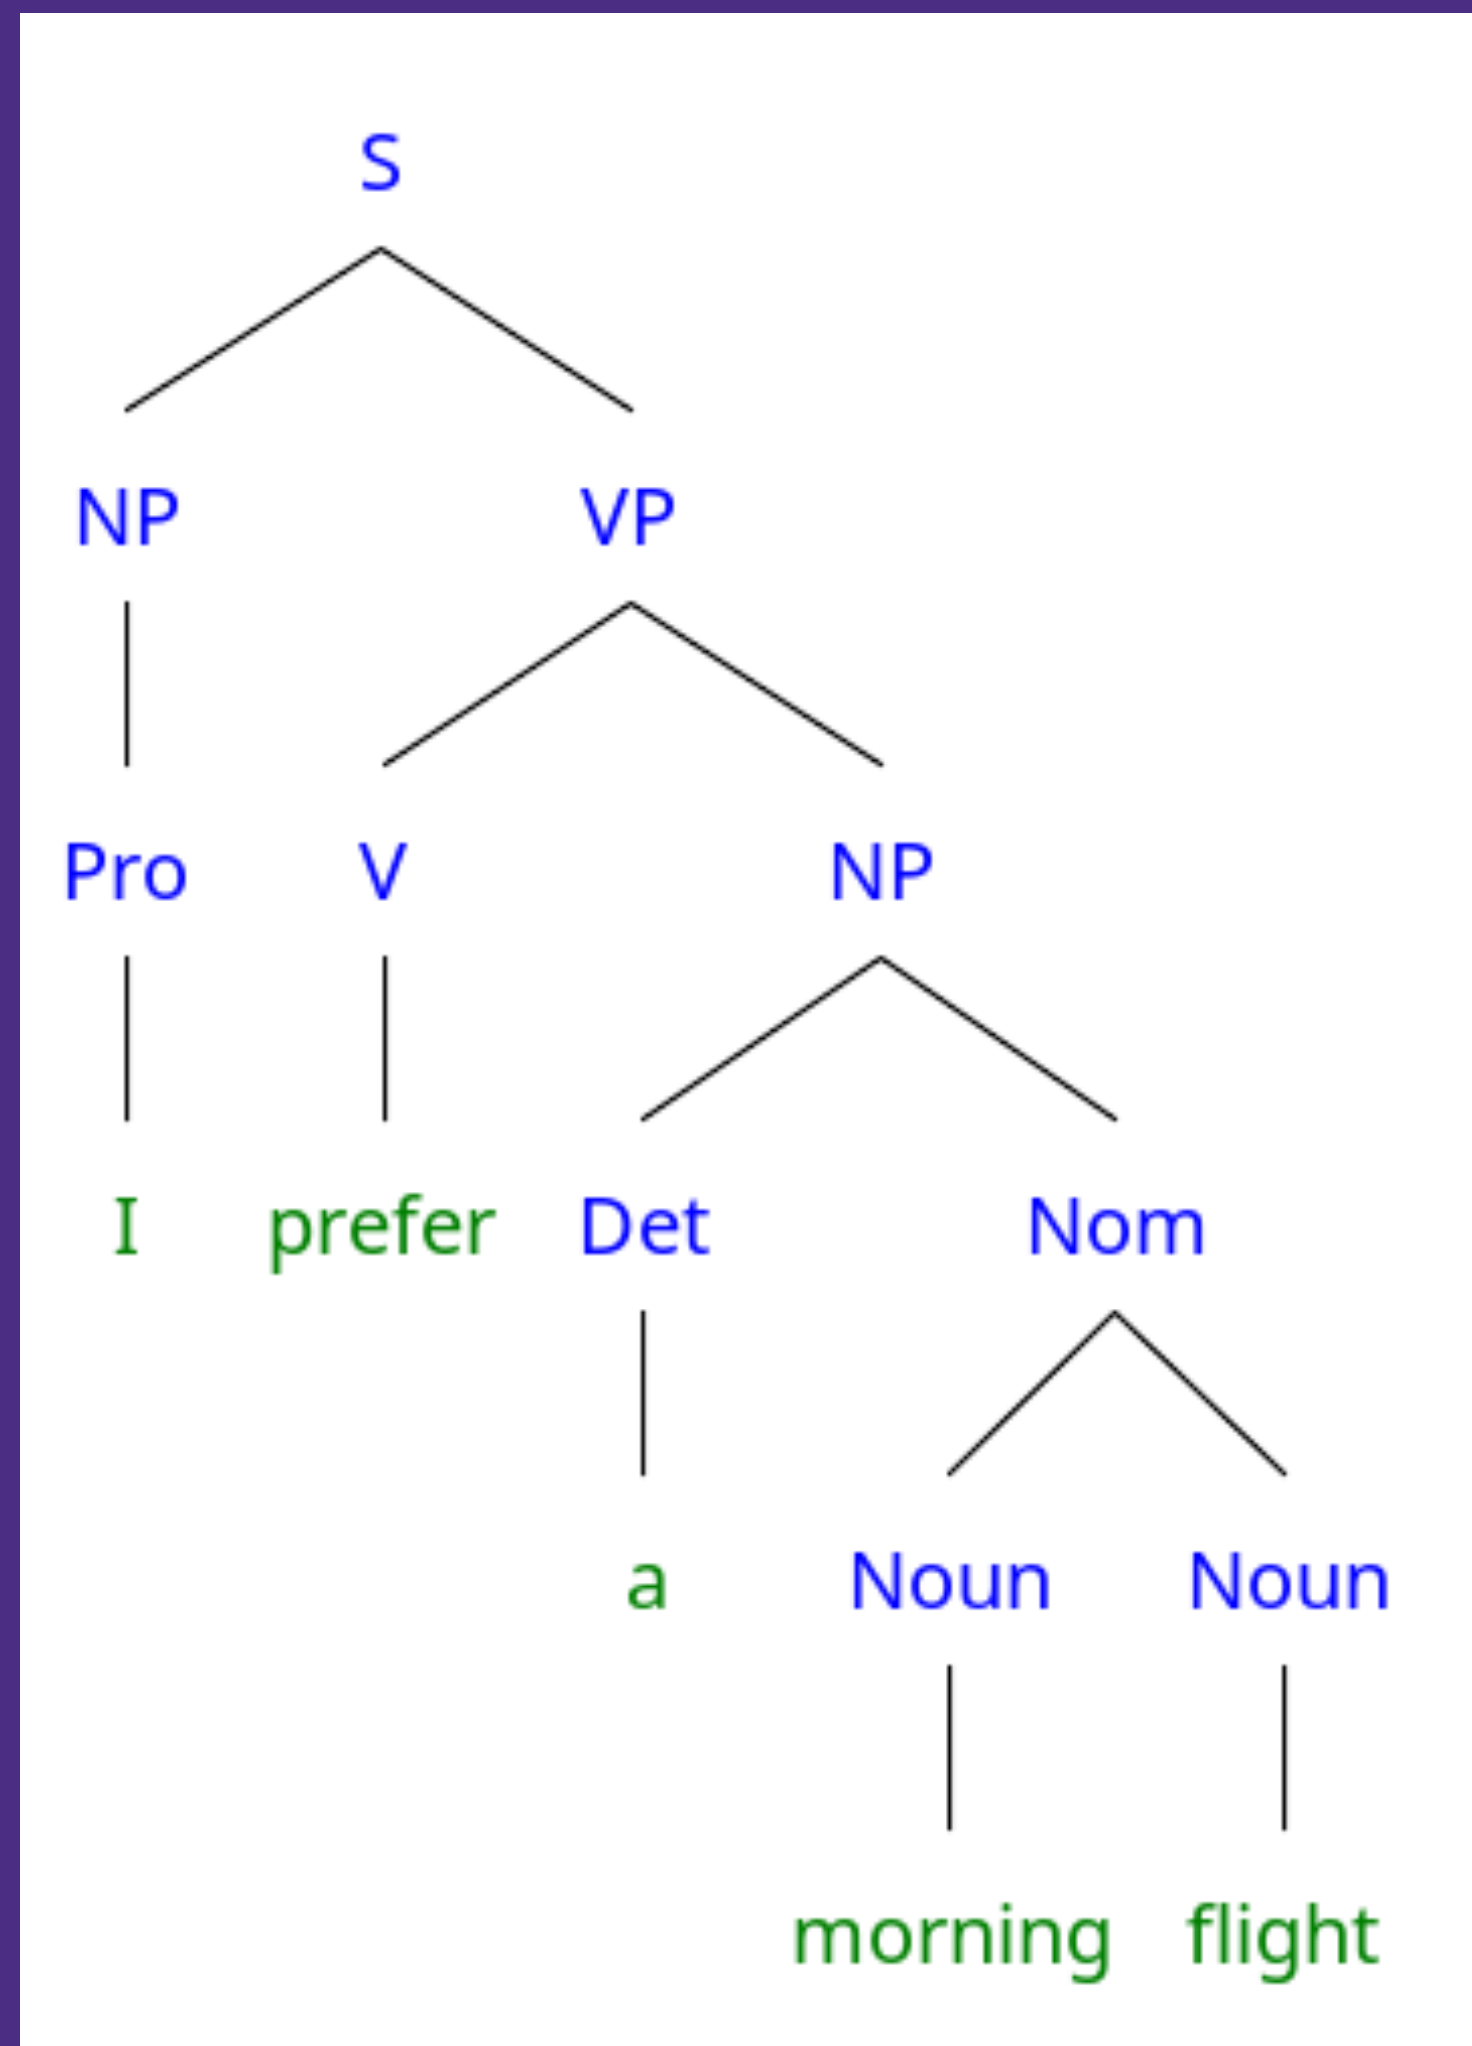 S
NP VP
Pro V NP
I prefer Det Nom
a Noun Noun
morning flight